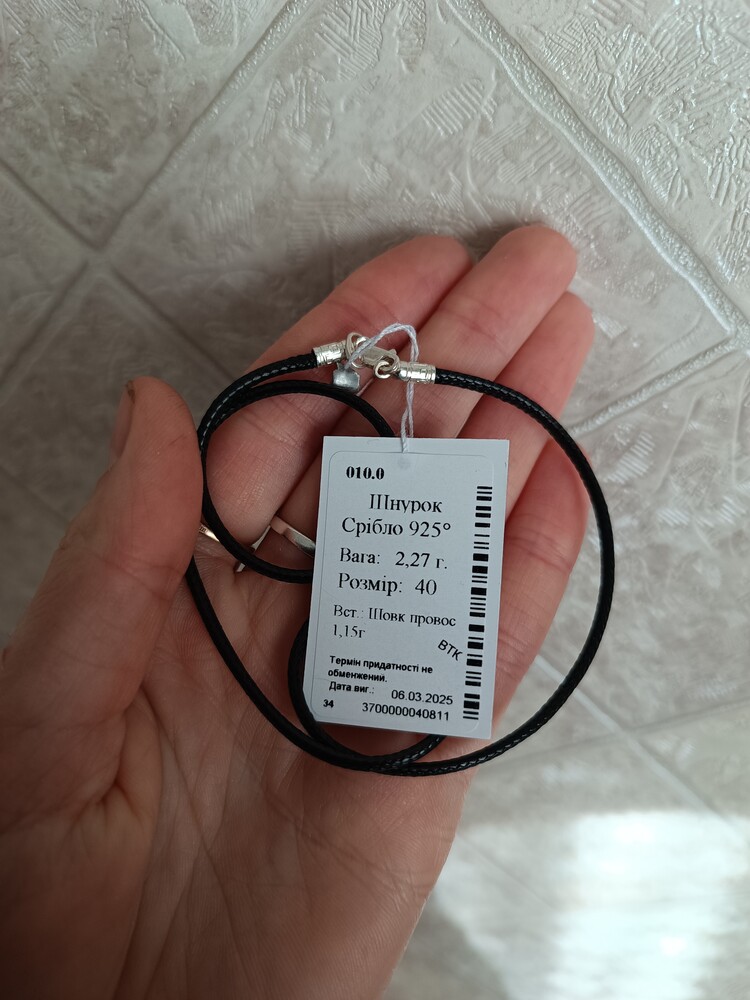 010.0
Шнурок
Срібло 925°
Вага: 2,27 г.
Розмір: 40
Вст.: Шовк провос
1,15г
ВТК
Термін придатності не
обменжений.
Дата виг.: 06.03.2025
34 3700000040811